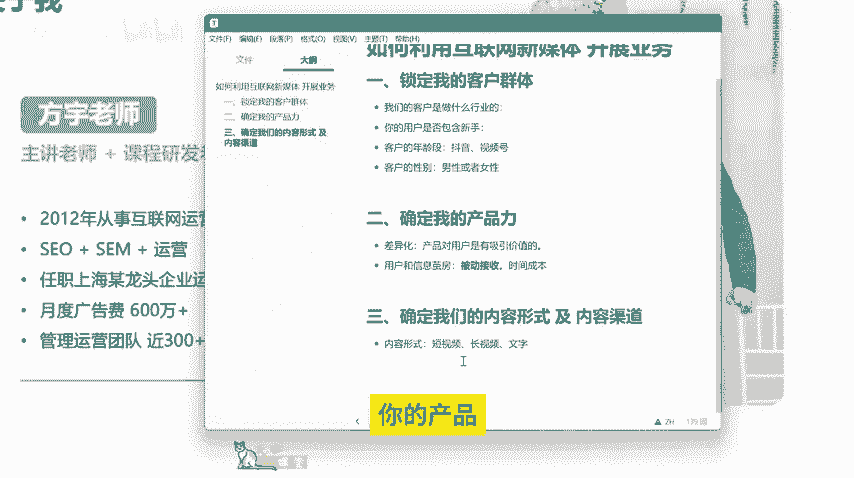 方宇老师
主讲老师 + 课程研发
2012年从事互联网运营
SEO + SEM + 运营
任职上海某龙头企业运
月度广告费 600万+
管理运营团队 近300+
T
文件(F) 编辑(E) 段落(P) 格式(O) 视图(V) 主题(T) 帮助(H)
文件 大纲
如何利用互联网新媒体 开展业务
一、锁定我的客户群体
二、确定我的产品力
三、确定我们的内容形式 及
内容渠道
如何利用互联网新媒体 开展业务
一、锁定我的客户群体
我们的客户是做什么行业的：
你的用户是否包含新手：
客户的年龄段：抖音、视频号
客户的性别：男性或者女性
二、确定我的产品力
差异化：产品对用户是有吸引价值的。
用户和信息茧房：被动接收。时间成本
三、确定我们的内容形式 及 内容渠道
内容形式：短视频、长视频、文字
你的产品
ZH